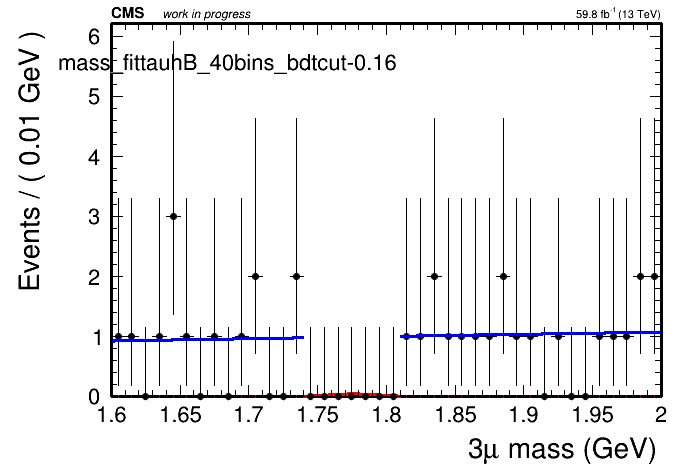 CMS work in progress 59.8 fb-1 (13 TeV)
mass_fittauhB_40bins_bdtcut-0.16
Events / ( 0.01 GeV )
6
5
4
3
2
1
0
1.6 1.65 1.7 1.75 1.8 1.85 1.9 1.95 2
3μ mass (GeV)